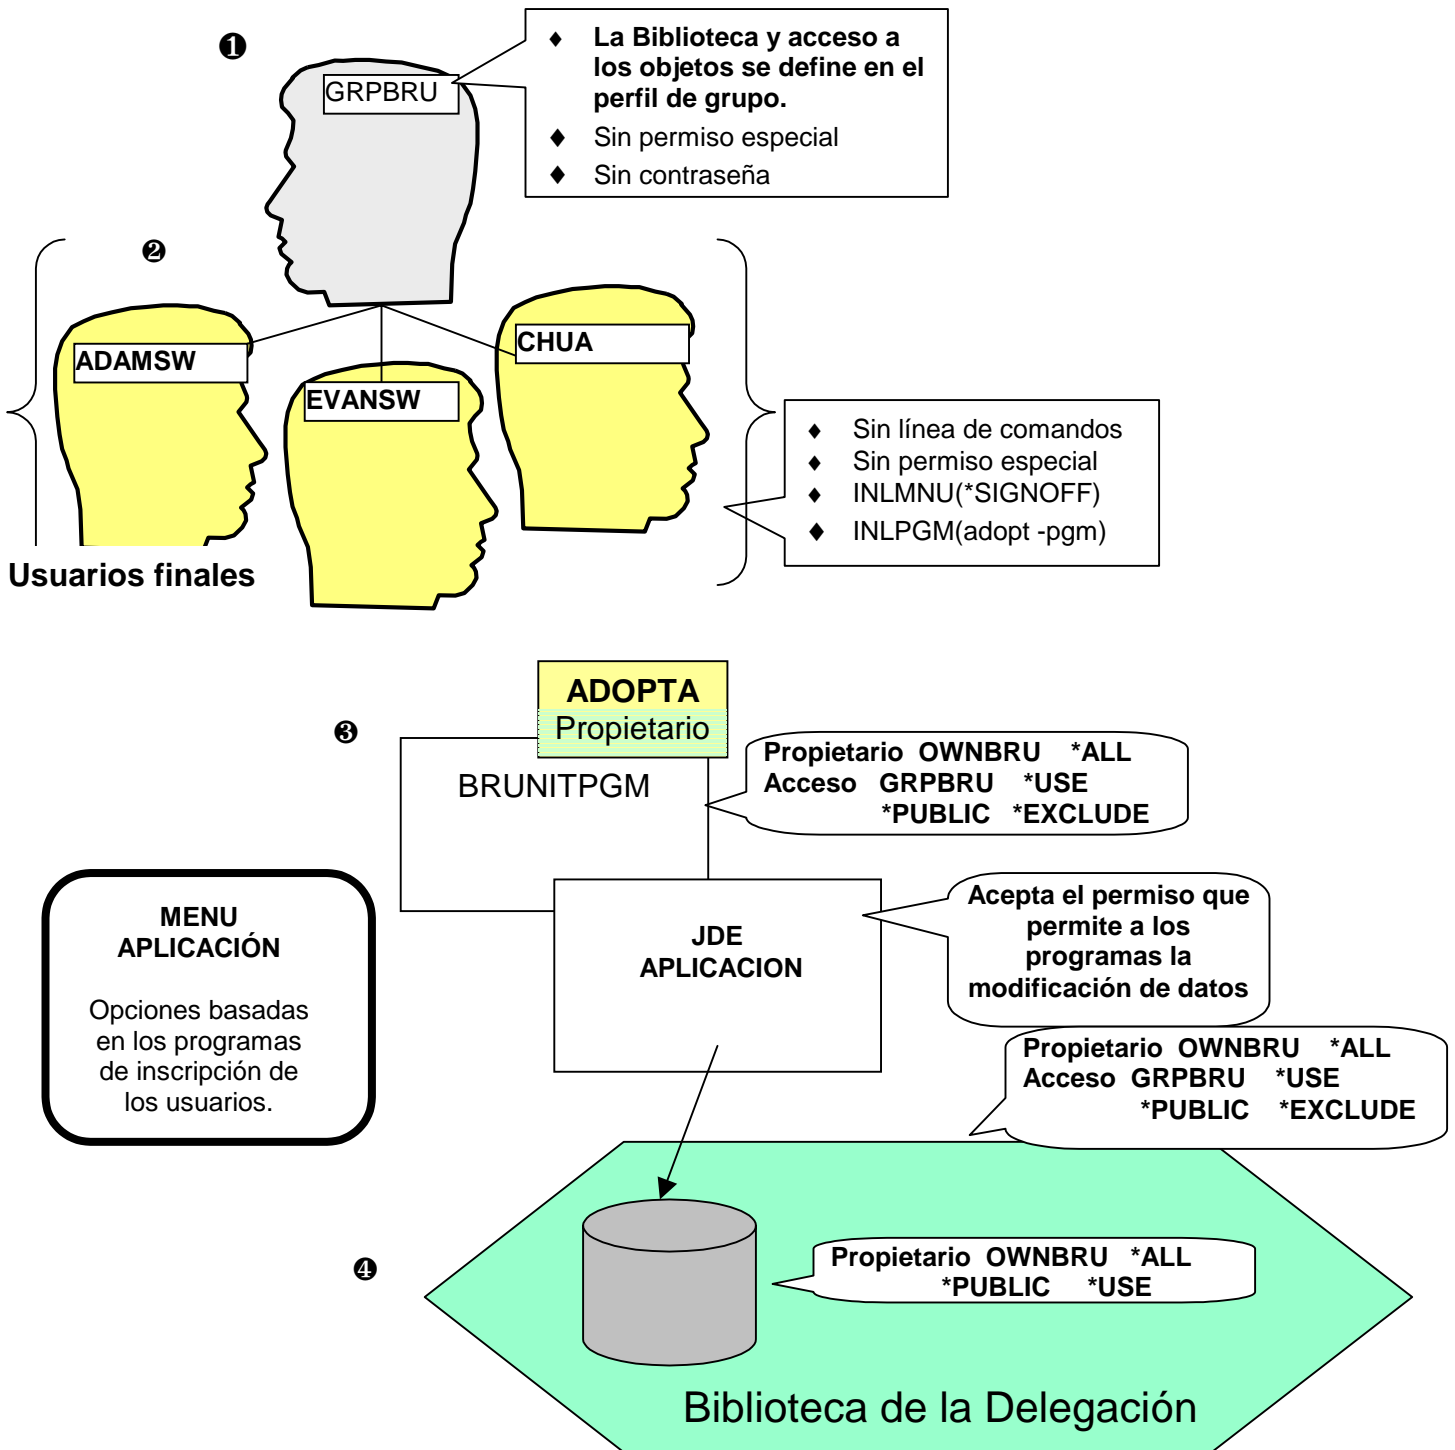 ❶
GRPBRU
♦ La Biblioteca y acceso a
los objetos se define en el
perfil de grupo.
♦ Sin permiso especial
♦ Sin contraseña
❷
ADAMSW
EVANSW
CHUA
♦ Sin línea de comandos
♦ Sin permiso especial
♦ INLMNU(*SIGNOFF)
♦ INLPGM(adopt -pgm)
Usuarios finales
❸
ADOPTA
Propietario
BRUNITPGM
Propietario OWNBRU *ALL
Acceso GRPBRU *USE
*PUBLIC *EXCLUDE
MENU
APLICACIÓN
Opciones basadas
en los programas
de inscripción de
los usuarios.
JDE
APLICACION
Acepta el permiso que
permite a los
programas la
modificación de datos
Propietario OWNBRU *ALL
Acceso GRPBRU *USE
*PUBLIC *EXCLUDE
❹
Propietario OWNBRU *ALL
*PUBLIC *USE
Biblioteca de la Delegación